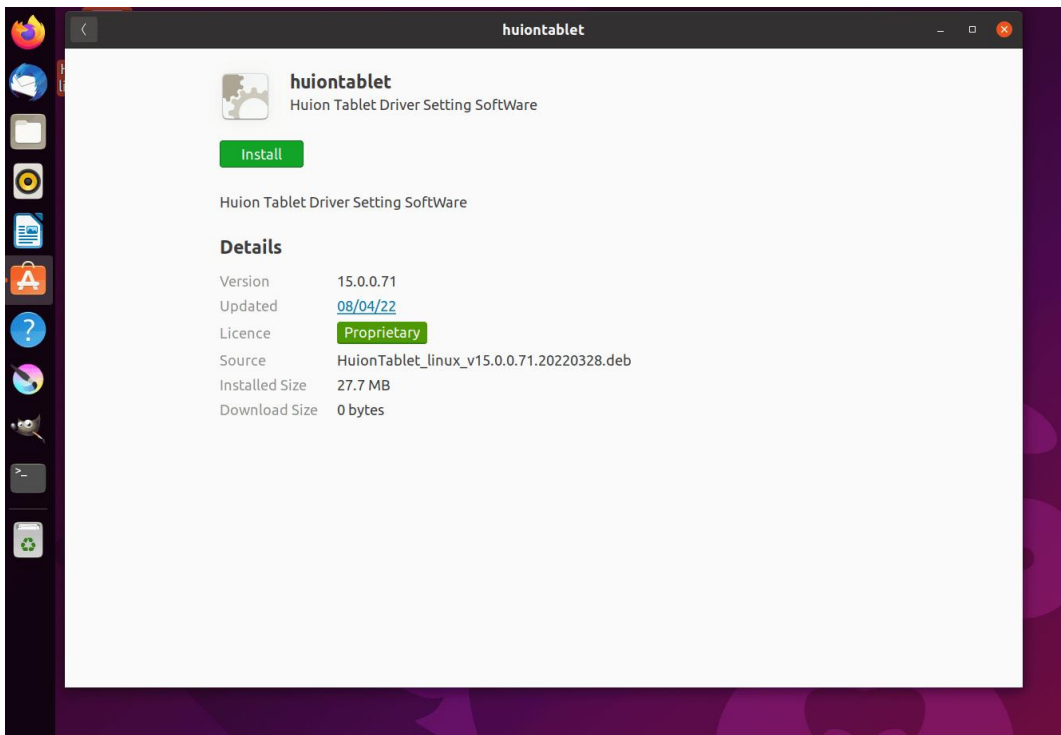 huiontablet
H
li
huiontablet
Huion Tablet Driver Setting SoftWare
Install
Huion Tablet Driver Setting SoftWare
Details
Version 15.0.0.71
Updated 08/04/22
Licence Proprietary
Source HuionTablet_linux_v15.0.0.71.20220328.deb
Installed Size 27.7 MB
Download Size 0 bytes